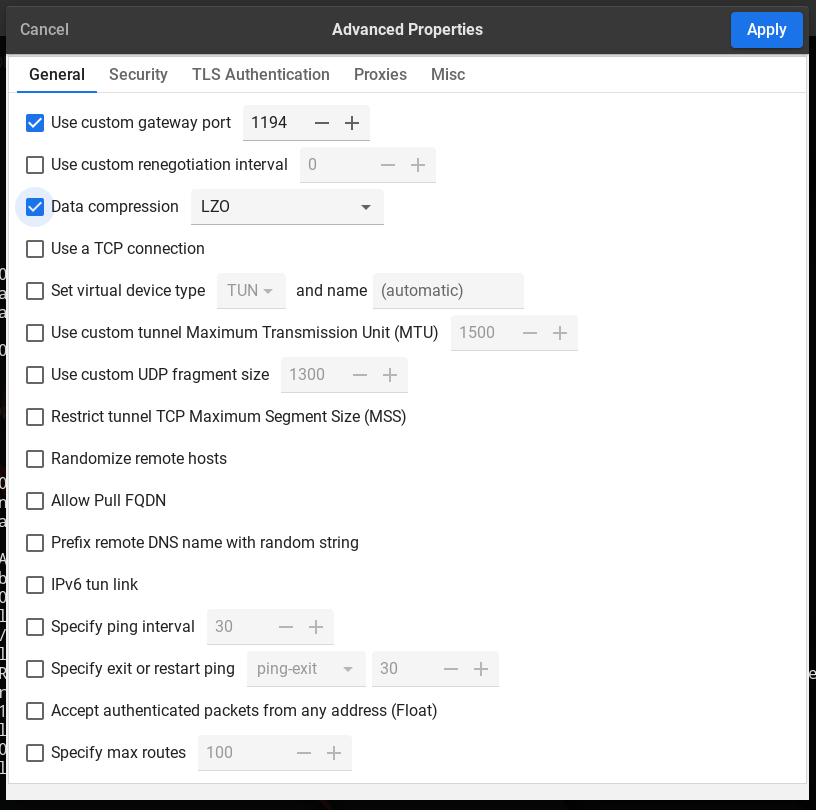 Cancel Advanced Properties Apply
General Security TLS Authentication Proxies Misc
Use custom gateway port 1194
Use custom renegotiation interval 0
Data compression LZO
Use a TCP connection
Set virtual device type TUN and name (automatic)
Use custom tunnel Maximum Transmission Unit (MTU) 1500
Use custom UDP fragment size 1300
Restrict tunnel TCP Maximum Segment Size (MSS)
Randomize remote hosts
Allow Pull FQDN
Prefix remote DNS name with random string
IPv6 tun link
Specify ping interval 30
Specify exit or restart ping ping-exit 30
Accept authenticated packets from any address (Float)
Specify max routes 100